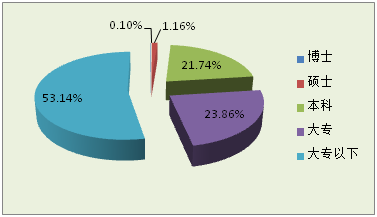 0.10% 1.16%
21.74%
53.14%
23.86%
博士
硕士
本科
大专
大专以下